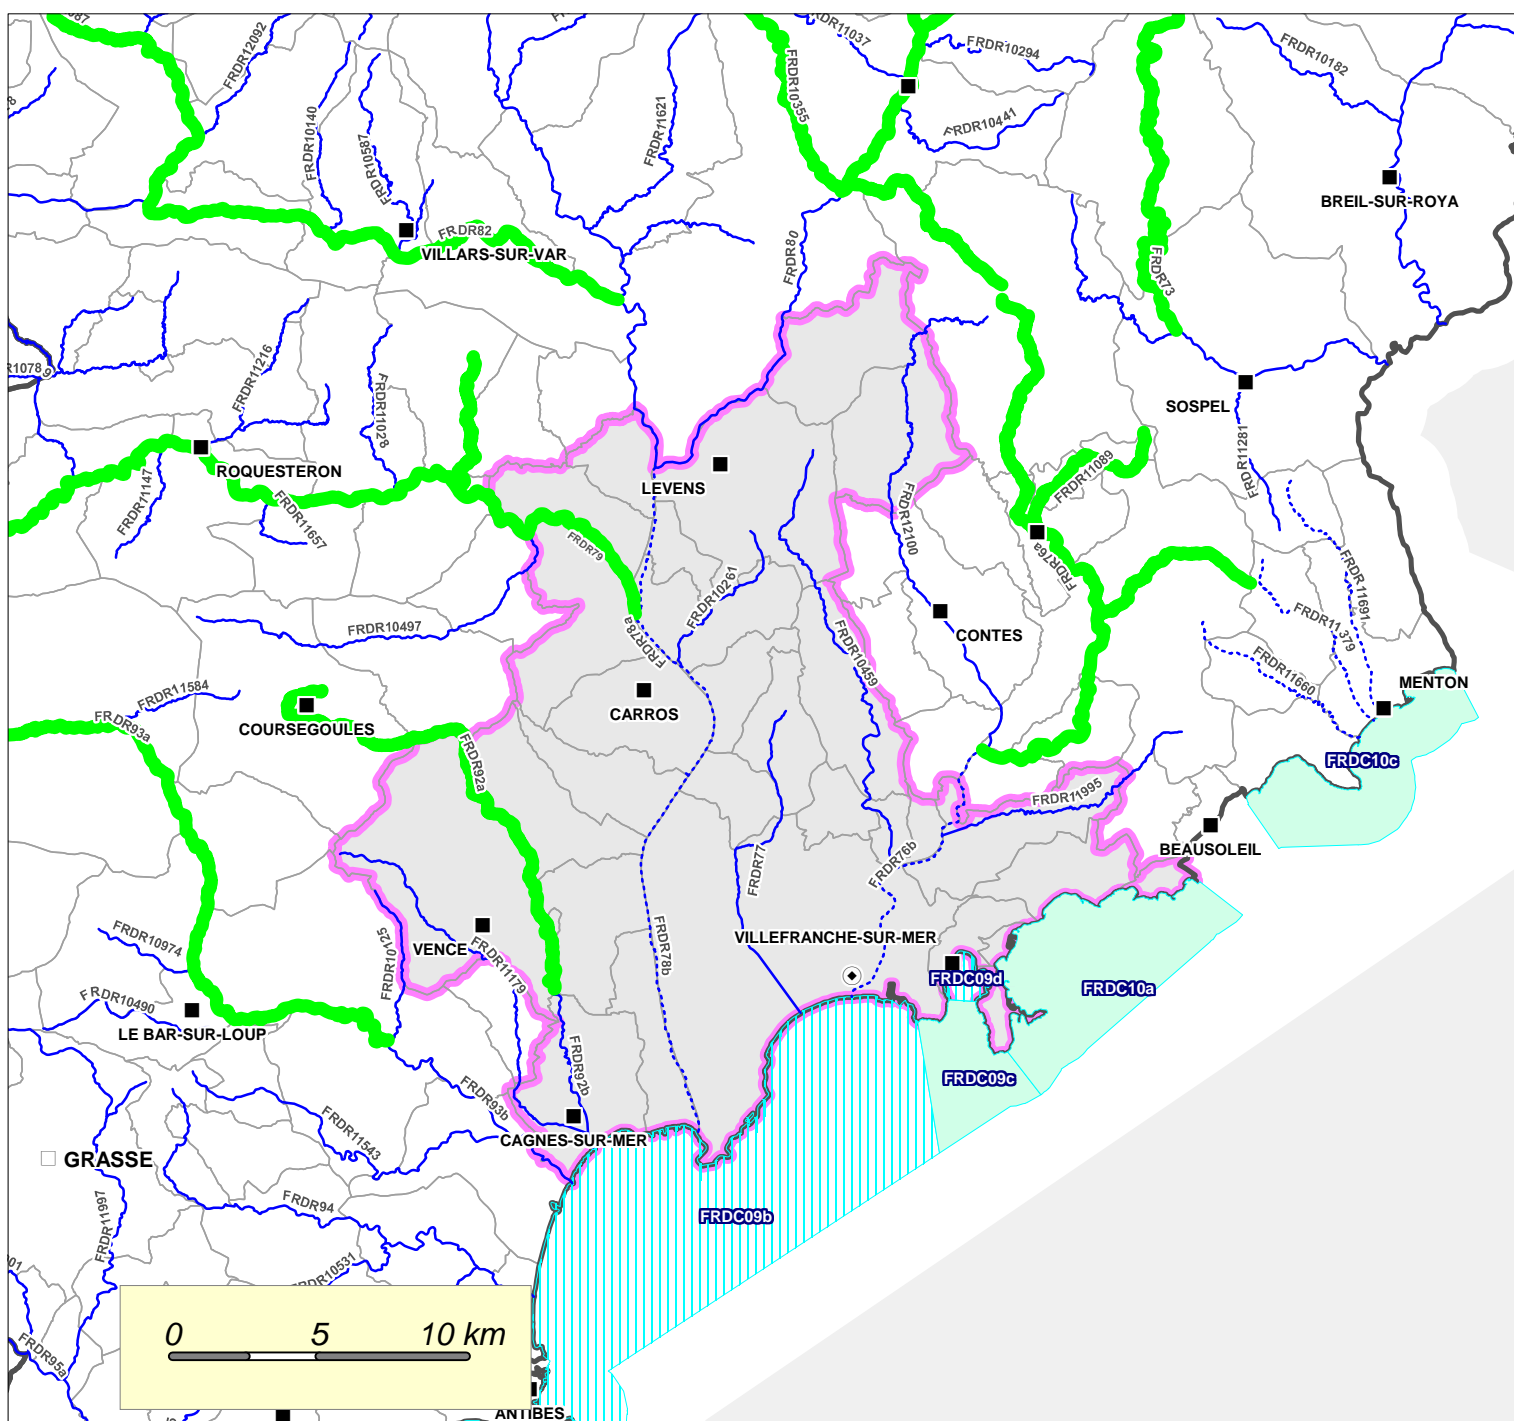 FRDR12092
FRDR11037
FRDR10294
FRDR10182
FRDR10355
FRDR10140
FRDR10587
FRDR11621
FRDR10441
BREIL-SUR-ROYA
FRDR82
VILLARS-SUR-VAR
FRDR80
FRDR73
FRDR11216
FRDR11028
SOSPEL
ROQUESTERON
FRDR11147
FRDR11657
LEVENS
FRDR12100
FRDR11089
FRDR11281
FRDR79
FRDR76a
FRDR10261
FRDR11691
FRDR11379
FRDR10497
FRDR78a
FRDR10459
CONTES
FRDR11660
FRDR11584
FRDR93a
COURSEGOULES
CARROS
MENTON
FRDR92a
FRDC10c
FRDR11995
BEAUSOLEIL
FRDR77
FRDR76b
FRDR10974
FRDR10125
VENCE
FRDR11179
FRDR78b
VILLEFRANCHE-SUR-MER
FRDC09d
FRDC10a
FRDR10490
LE BAR-SUR-LOUP
FRDR92b
FRDC09c
FRDR93b
FRDR11543
CAGNES-SUR-MER
GRASSE
FRDR94
FRDC09b
FRDR11997
FRDR10531
FRDR95a
0 5 10 km
ANTIBES